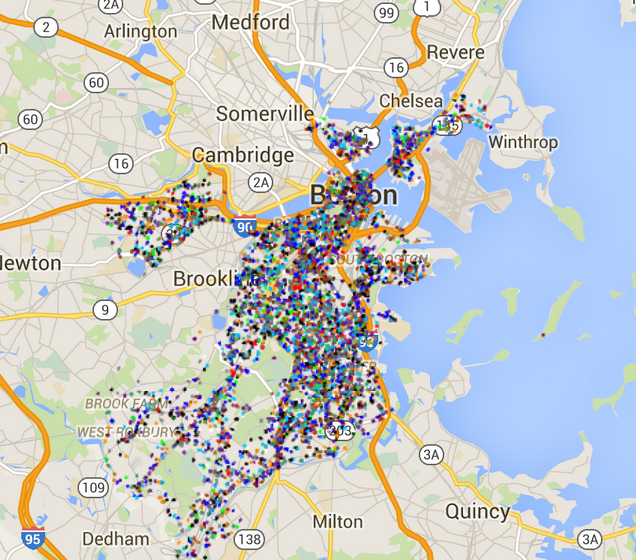 2A
1
99
2
Medford
Arlington
Revere
16
60
Chelsea
60
Somerville
1
Winthrop
16
Cambridge
2A
Boston
90
SOUTH BOSTON
Newton
Brookline
9
93
BROOK FARM
WEST ROXBURY
203
3A
109
Quincy
Milton
95
Dedham
138
3A